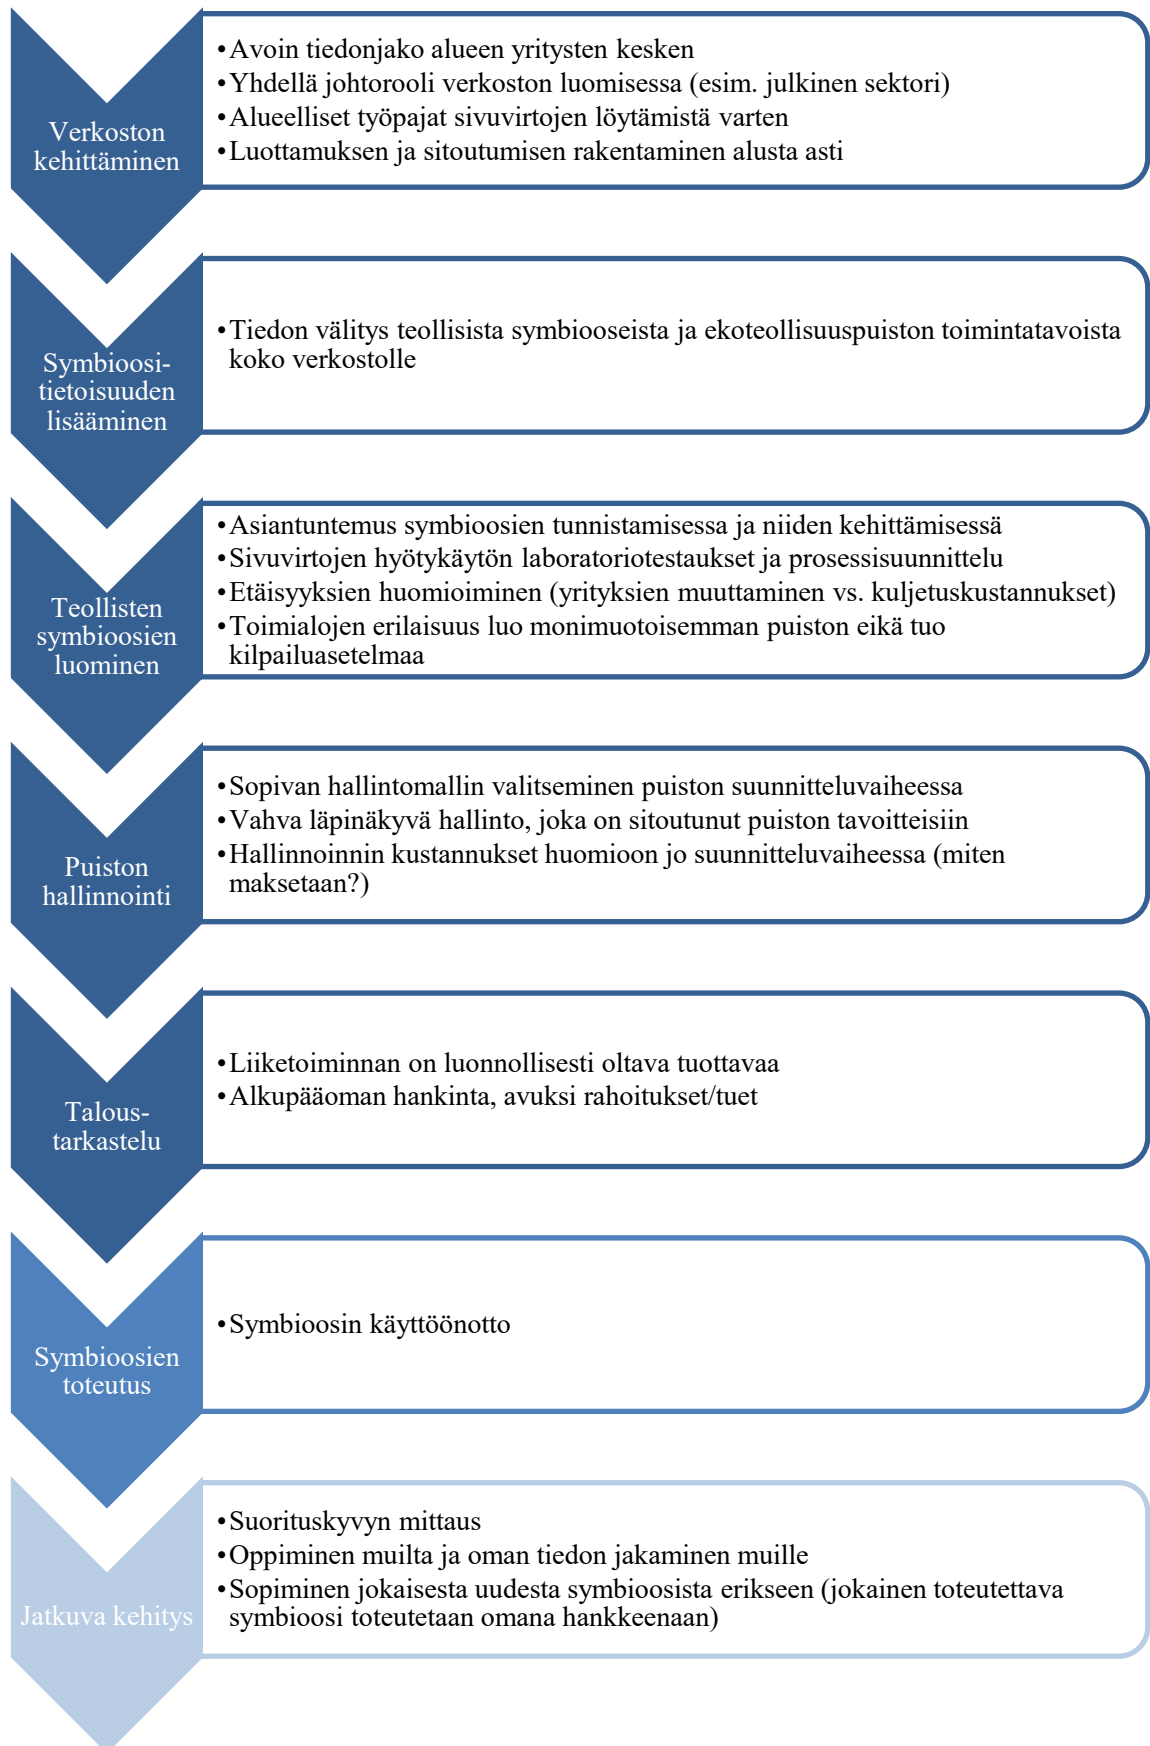 Verkoston
kehittäminen
•Avoin tiedonjako alueen yritysten kesken
•Yhdellä johtorooli verkoston luomisessa (esim. julkinen sektori)
•Alueelliset työpajat sivuvirtojen löytämistä varten
•Luottamuksen ja sitoutumisen rakentaminen alusta asti
Symbioosi-
tietoisuuden
lisääminen
•Tiedon välitys teollisista symbiooseista ja ekoteollisuuspuiston toimintatavoista
koko verkostolle
Teollisten
symbioosien
luominen
•Asiantuntemus symbioosien tunnistamisessa ja niiden kehittämisessä
•Sivuvirtojen hyötykäytön laboratoriotestaukset ja prosessisuunnittelu
•Etäisyyksien huomioiminen (yrityksien muuttaminen vs. kuljetuskustannukset)
•Toimialojen erilaisuus luo monimuotoisemman puiston eikä tuo
kilpailuasetelmaa
Puiston
hallinnointi
•Sopivan hallintomallin valitseminen puiston suunnitteluvaiheessa
•Vahva läpinäkyvä hallinto, joka on sitoutunut puiston tavoitteisiin
•Hallinnoinnin kustannukset huomioon jo suunnitteluvaiheessa (miten
maksetaan?)
Talous-
tarkastelu
•Liiketoiminnan on luonnollisesti oltava tuottavaa
•Alkupääoman hankinta, avuksi rahoitukset/tuet
Symbioosien
toteutus
•Symbioosin käyttöönotto
Jatkuva kehitys
•Suorituskyvyn mittaus
•Oppiminen muilta ja oman tiedon jakaminen muille
•Sopiminen jokaisesta uudesta symbioosista erikseen (jokainen toteutettava
symbioosi toteutetaan omana hankkeenaan)